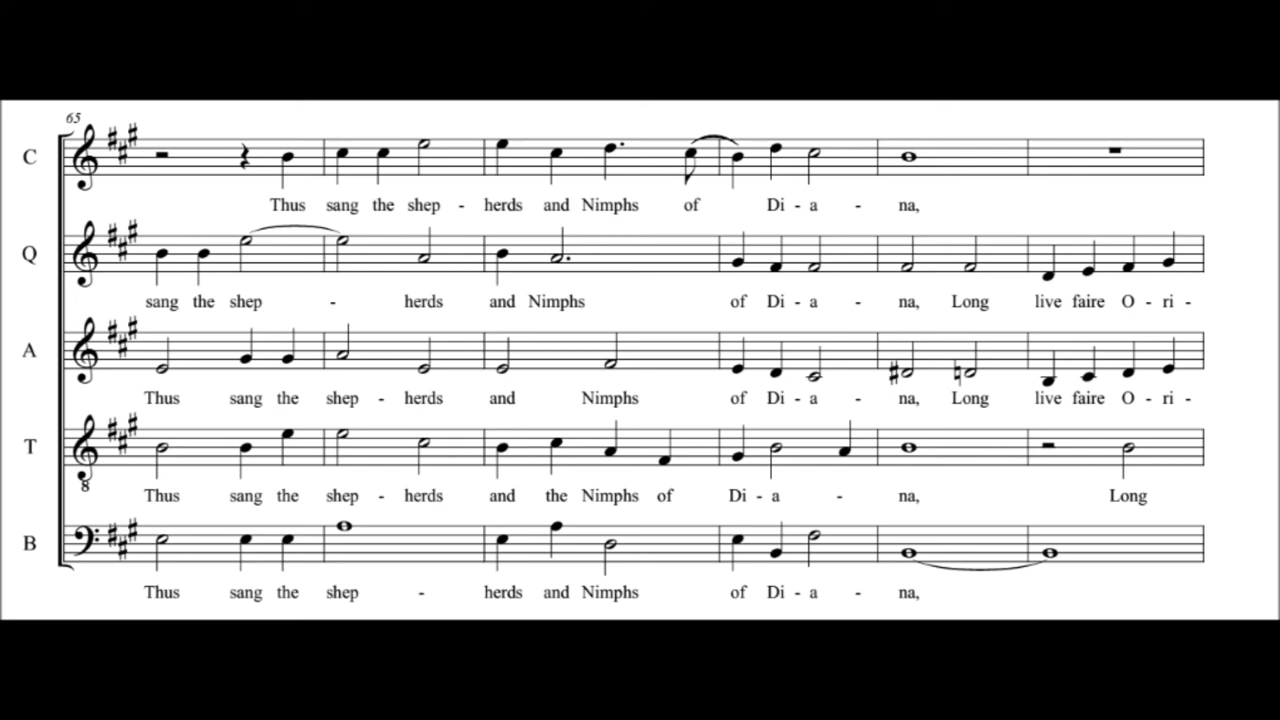 65
C
Thus sang the shep - herds and Nimphs of Di - a - na,
Q
sang the shep - herds and Nimphs of Di - a - na, Long live faire O - ri -
A
Thus sang the shep - herds and Nimphs of Di - a - na, Long live faire O - ri -
T
8
Thus sang the shep - herds and the Nimphs of Di - a - na, Long
B
Thus sang the shep - herds and Nimphs of Di - a - na,